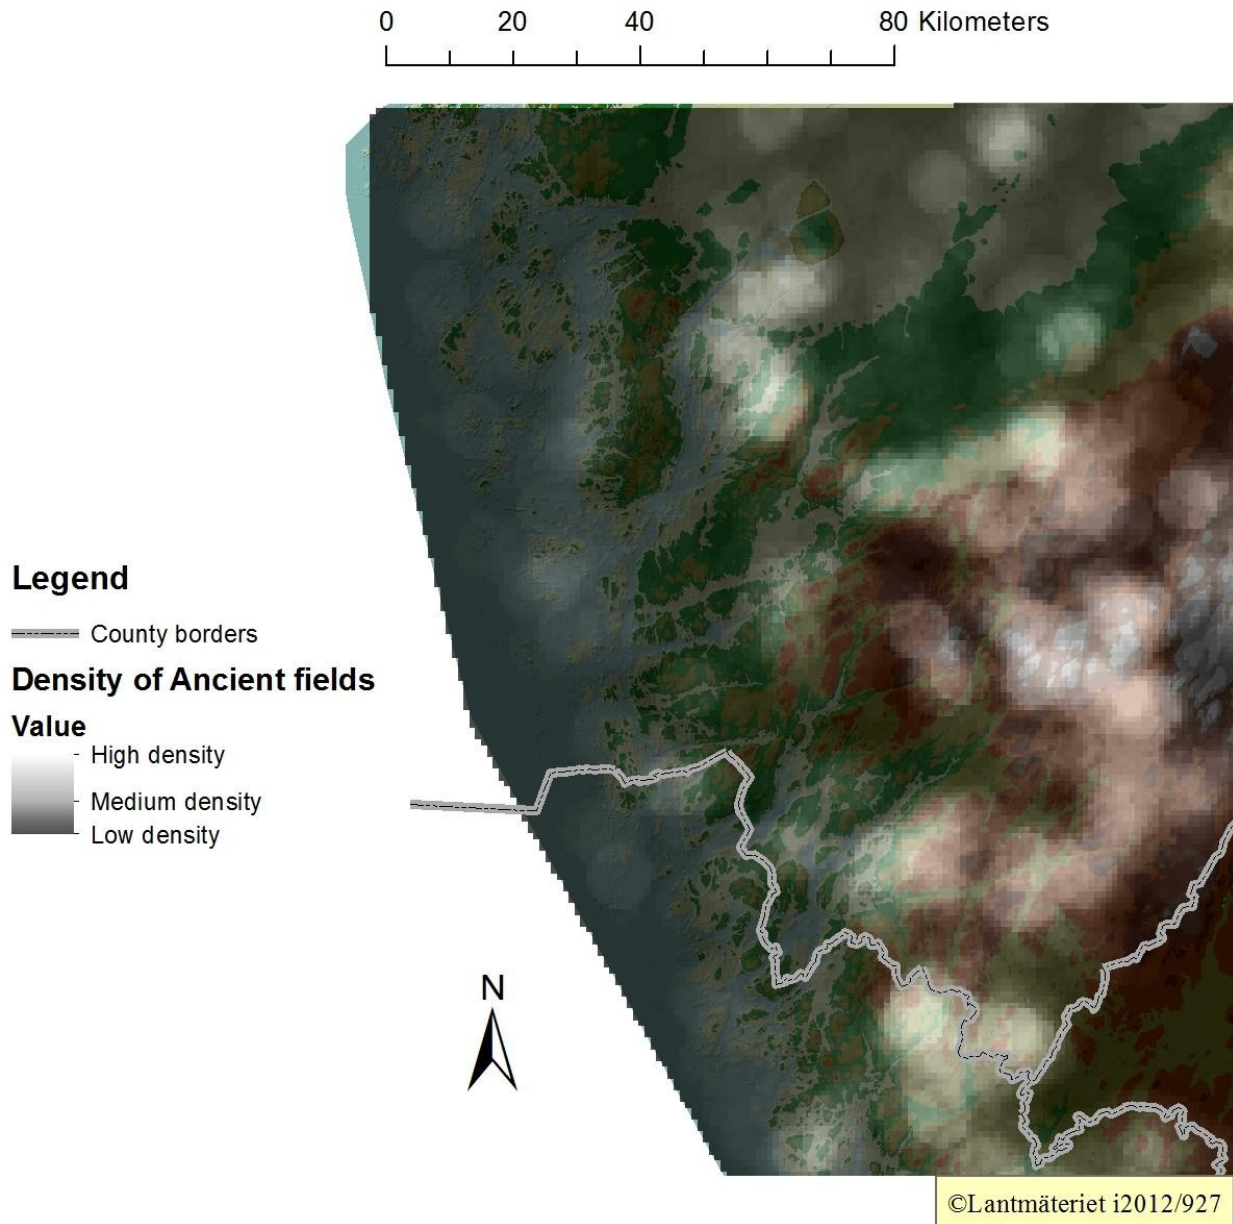 0 20 40 80 Kilometers
Legend
County borders
Density of Ancient fields
Value
High density
Medium density
Low density
N
©Lantmäteriet i2012/927